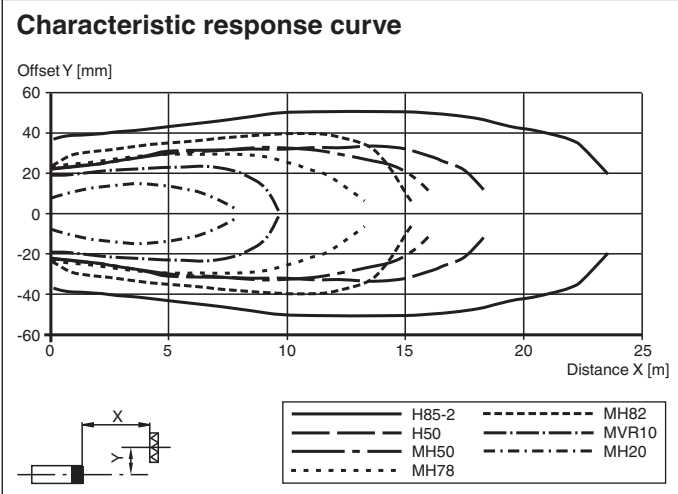 Characteristic response curve
Offset Y [mm]
60
40
20
0
-20
-40
-60
0 5 10 15 20 25
Distance X [m]
X
Y
H85-2
H50
MH50
MH78
MH82
MVR10
MH20